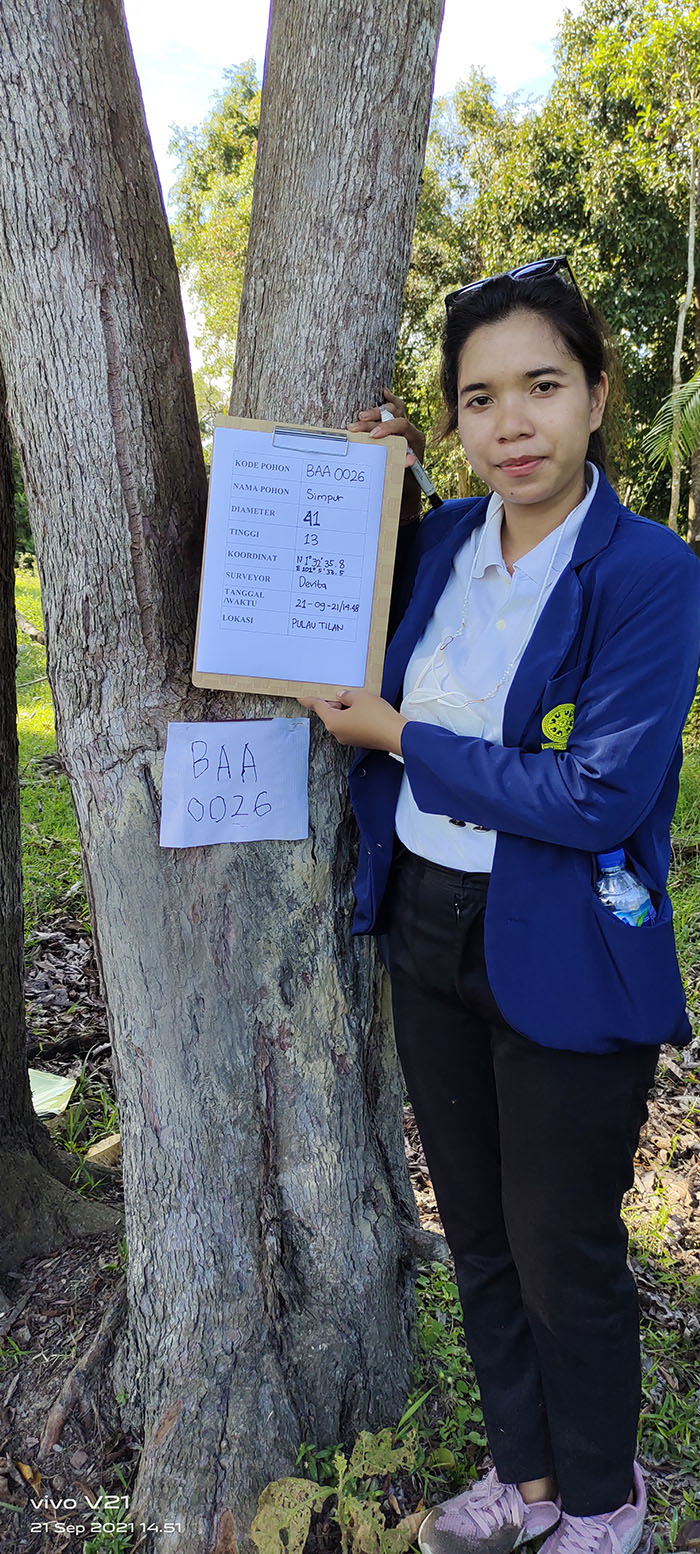 KODE POHON BAA 0026
NAMA POHON Simpur
DIAMETER 41
TINGGI 13
KOORDINAT N 1° 32' 35.8
E 101° 5' 33.5
SURVEYOR Devita
TANGGAL
/WAKTU 21-09-21/14.48
LOKASI PULAU TILAN
BAA
0026
vivo V21
21 Sep 2021 14.51